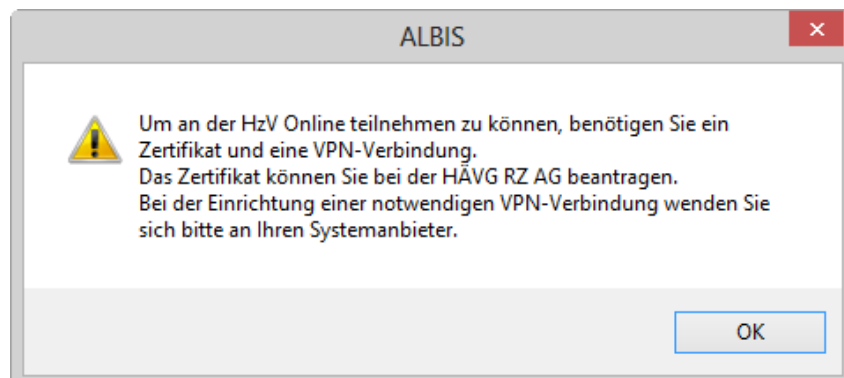 ALBIS
Um an der HzV Online teilnehmen zu können, benötigen Sie ein
Zertifikat und eine VPN-Verbindung.
Das Zertifikat können Sie bei der HÄVG RZ AG beantragen.
Bei der Einrichtung einer notwendigen VPN-Verbindung wenden Sie
sich bitte an Ihren Systemanbieter.
OK